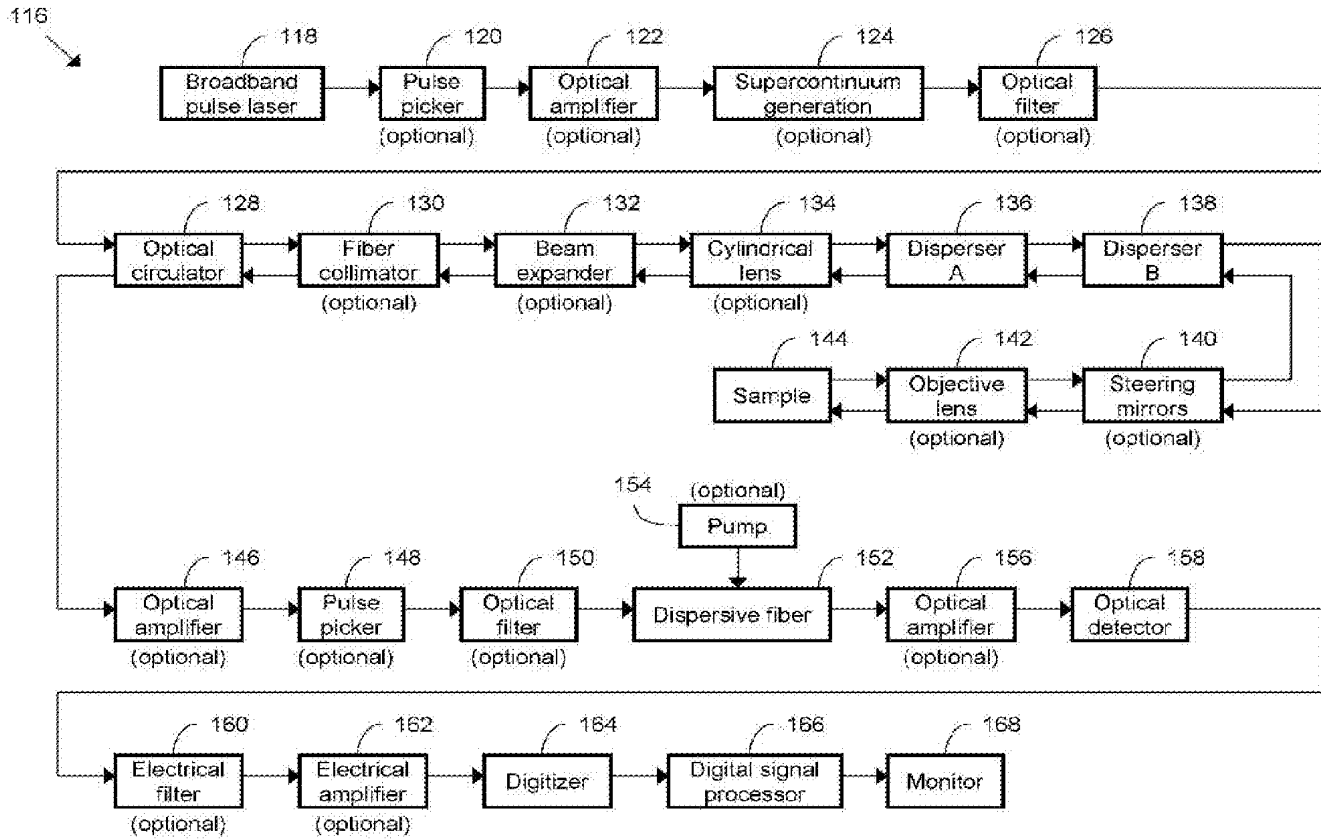 116
118
120
122
124
126
Broadband
pulse laser
Pulse
picker
(optional)
Optical
amplifier
(optional)
Supercontinuum
generation
(optional)
Optical
filter
(optional)
128
130
132
134
136
138
Optical
circulator
Fiber
collimator
(optional)
Beam
expander
(optional)
Cylindrical
lens
(optional)
Disperser
A
Disperser
B
144
142
140
Sample
Objective
lens
(optional)
Steering
mirrors
(optional)
154
(optional)
Pump
146
148
150
152
156
158
Optical
amplifier
(optional)
Pulse
picker
(optional)
Optical
filter
(optional)
Dispersive fiber
Optical
amplifier
(optional)
Optical
detector
160
162
164
166
168
Electrical
filter
(optional)
Electrical
amplifier
(optional)
Digitizer
Digital signal
processor
Monitor